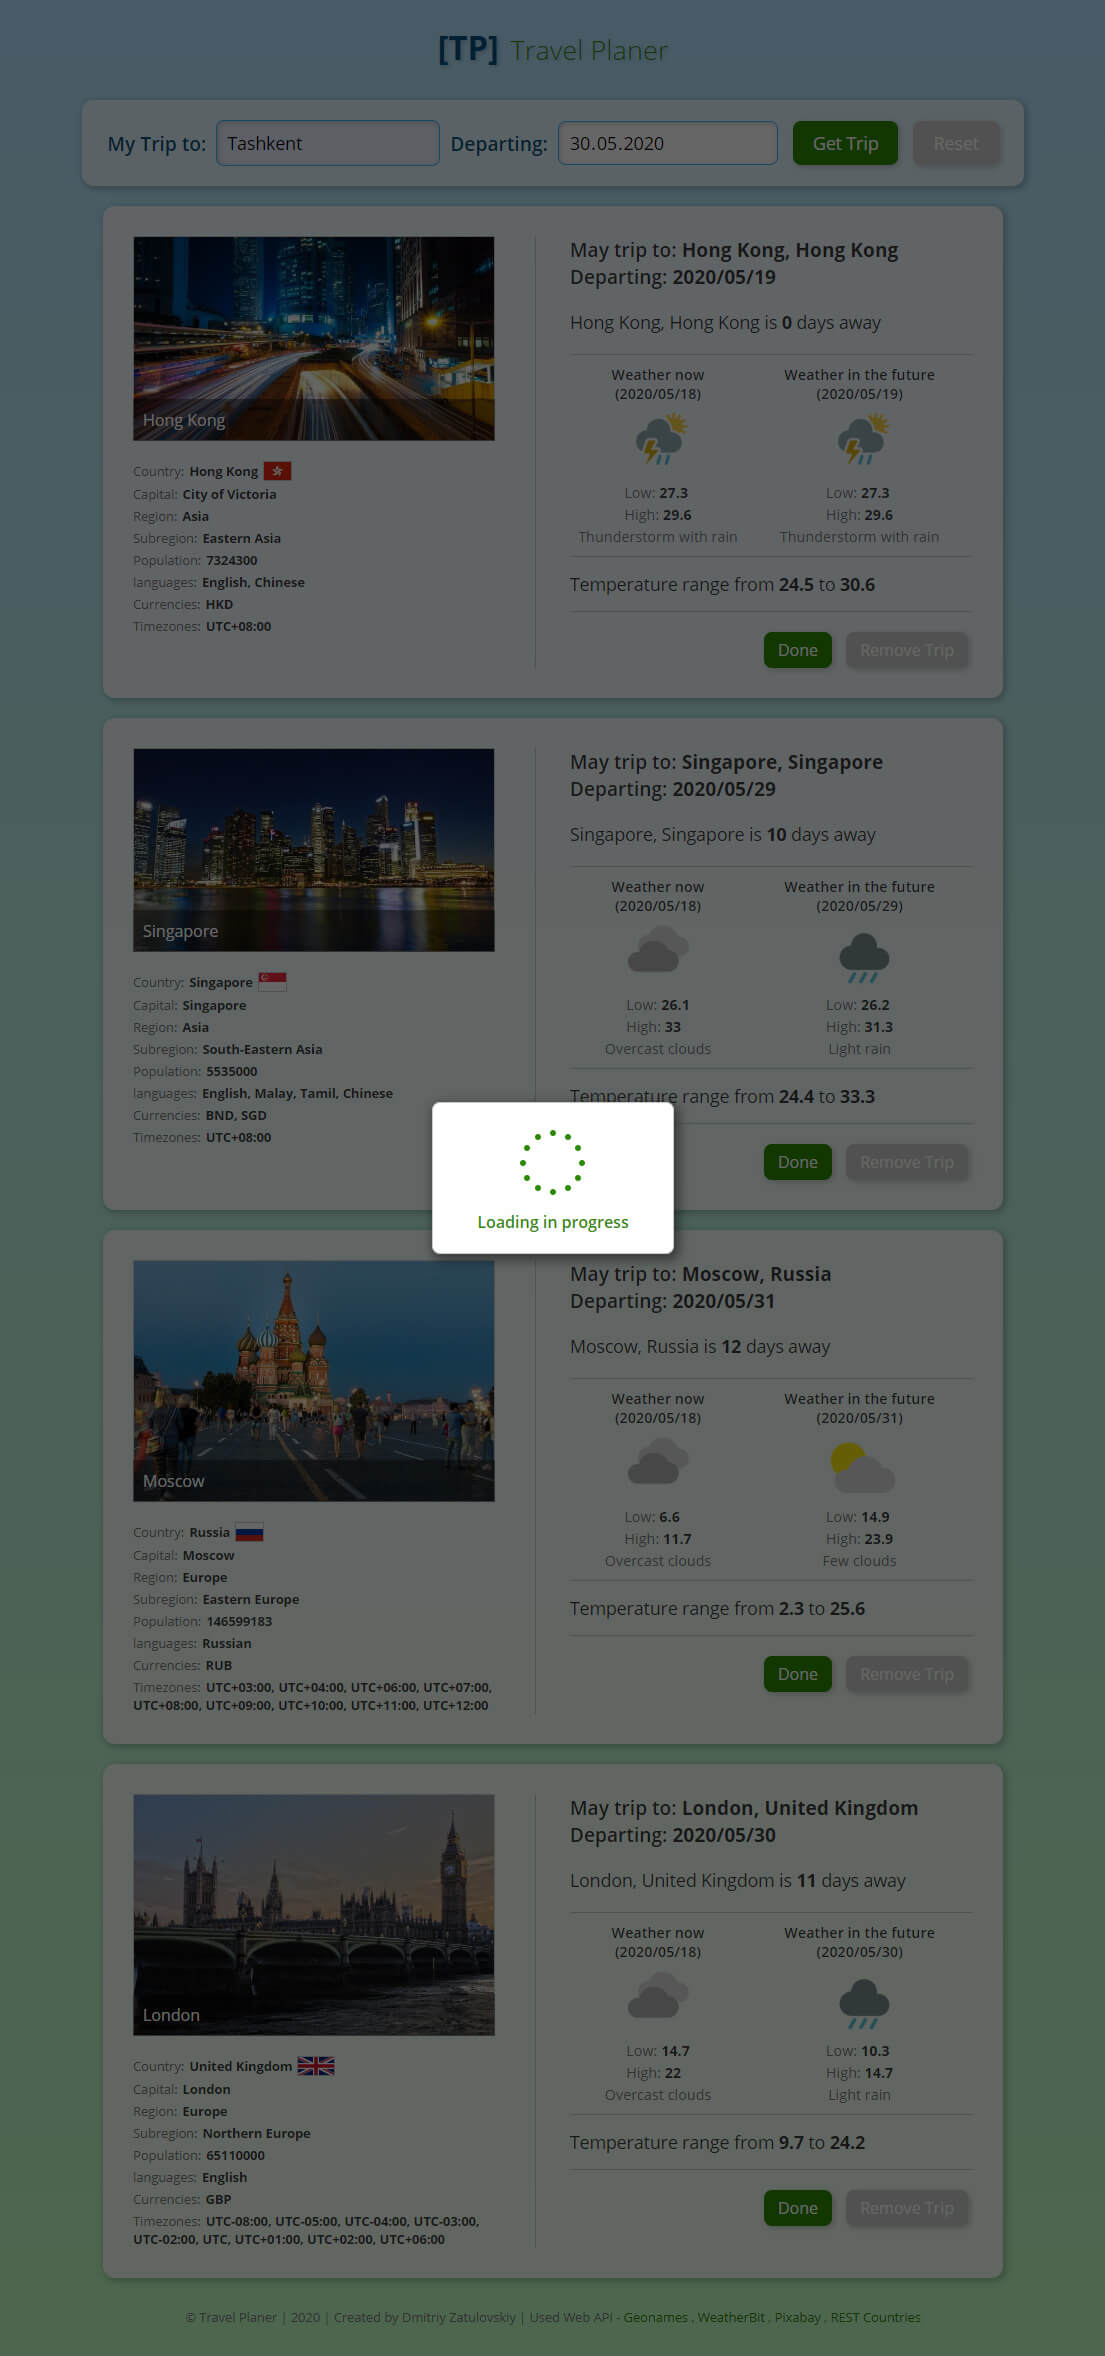 [TP] Travel Planer
My Trip to: Tashkent Departing: 30.05.2020 Get Trip Reset
Hong Kong
Country: Hong Kong
Capital: City of Victoria
Region: Asia
Subregion: Eastern Asia
Population: 7324300
languages: English, Chinese
Currencies: HKD
Timezones: UTC+08:00
May trip to: Hong Kong, Hong Kong
Departing: 2020/05/19
Hong Kong, Hong Kong is 0 days away
Weather now
(2020/05/18)
Low: 27.3
High: 29.6
Thunderstorm with rain
Weather in the future
(2020/05/19)
Low: 27.3
High: 29.6
Thunderstorm with rain
Temperature range from 24.5 to 30.6
Done Remove Trip
Singapore
Country: Singapore
Capital: Singapore
Region: Asia
Subregion: South-Eastern Asia
Population: 5535000
languages: English, Malay, Tamil, Chinese
Currencies: BND, SGD
Timezones: UTC+08:00
May trip to: Singapore, Singapore
Departing: 2020/05/29
Singapore, Singapore is 10 days away
Weather now
(2020/05/18)
Low: 26.1
High: 33
Overcast clouds
Weather in the future
(2020/05/29)
Low: 26.2
High: 31.3
Light rain
Temperature range from 24.4 to 33.3
Done Remove Trip
Loading in progress
Moscow
Country: Russia
Capital: Moscow
Region: Europe
Subregion: Eastern Europe
Population: 146599183
languages: Russian
Currencies: RUB
Timezones: UTC+03:00, UTC+04:00, UTC+06:00, UTC+07:00,
UTC+08:00, UTC+09:00, UTC+10:00, UTC+11:00, UTC+12:00
May trip to: Moscow, Russia
Departing: 2020/05/31
Moscow, Russia is 12 days away
Weather now
(2020/05/18)
Low: 6.6
High: 11.7
Overcast clouds
Weather in the future
(2020/05/31)
Low: 14.9
High: 23.9
Few clouds
Temperature range from 2.3 to 25.6
Done Remove Trip
London
Country: United Kingdom
Capital: London
Region: Europe
Subregion: Northern Europe
Population: 65110000
languages: English
Currencies: GBP
Timezones: UTC-08:00, UTC-05:00, UTC-04:00, UTC-03:00,
UTC-02:00, UTC, UTC+01:00, UTC+02:00, UTC+06:00
May trip to: London, United Kingdom
Departing: 2020/05/30
London, United Kingdom is 11 days away
Weather now
(2020/05/18)
Low: 14.7
High: 22
Overcast clouds
Weather in the future
(2020/05/30)
Low: 10.3
High: 14.7
Light rain
Temperature range from 9.7 to 24.2
Done Remove Trip
© Travel Planer | 2020 | Created by Dmitriy Zatulovskiy | Used Web API - Geonames , WeatherBit , Pixabay , REST Countries